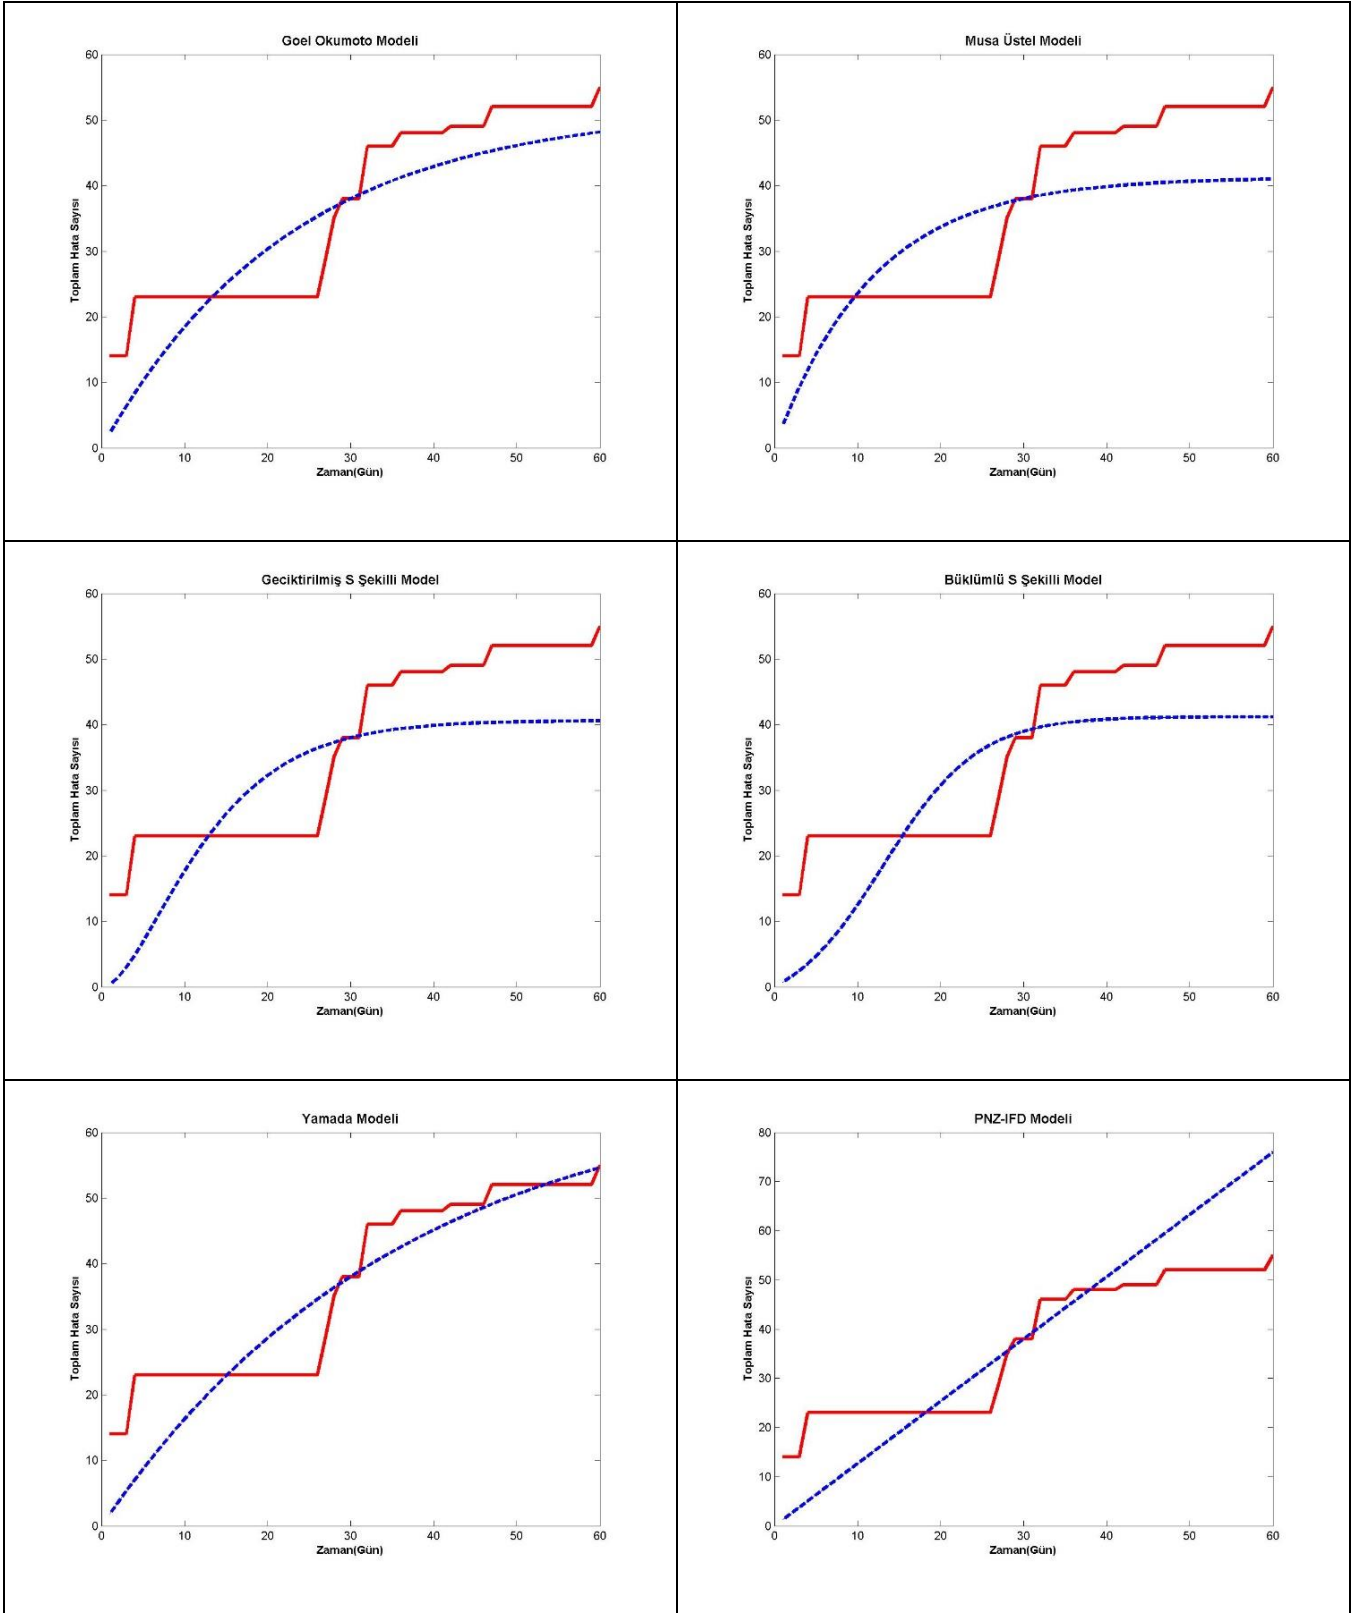 Goel Okumoto Modeli
60
50
40
30
20
10
0
Toplam Hata Sayısı
0 10 20 30 40 50 60
Zaman(Gün)
Musa Üstel Modeli
60
50
40
30
20
10
0
Toplam Hata Sayısı
0 10 20 30 40 50 60
Zaman(Gün)
Geciktirilmiş S Şekilli Model
60
50
40
30
20
10
0
Toplam Hata Sayısı
0 10 20 30 40 50 60
Zaman(Gün)
Büklümlü S Şekilli Model
60
50
40
30
20
10
0
Toplam Hata Sayısı
0 10 20 30 40 50 60
Zaman(Gün)
Yamada Modeli
60
50
40
30
20
10
0
Toplam Hata Sayısı
0 10 20 30 40 50 60
Zaman(Gün)
PNZ-IFD Modeli
80
70
60
50
40
30
20
10
0
Toplam Hata Sayısı
0 10 20 30 40 50 60
Zaman(Gün)